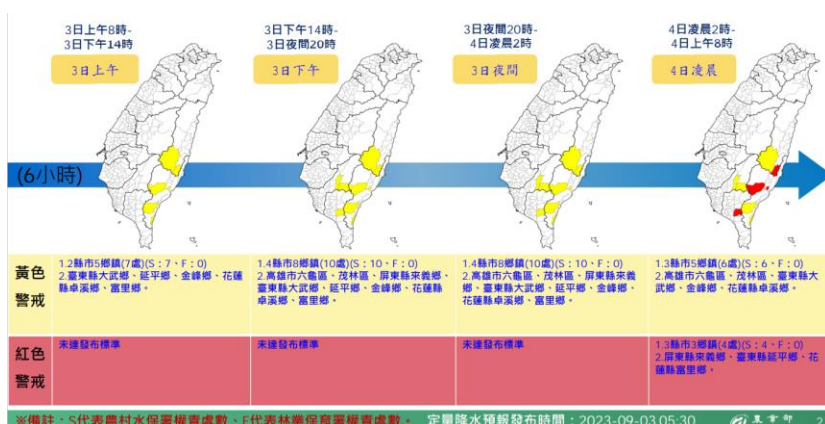 3日上午8時-
3日下午14時
3日上午
3日下午14時-
3日夜間20時
3日下午
3日夜間20時-
4日凌晨2時
3日夜間
4日凌晨2時-
4日上午8時
4日凌晨
(6小時)
黃色
警戒
1.2縣市5鄉鎮(7處)(S:7、F:0)
2.臺東縣大武鄉、延平鄉、金峰鄉、花蓮
縣卓溪鄉、富里鄉。
1.4縣市8鄉鎮(10處)(S:10、F:0)
2.高雄市六龜區、茂林區、屏東縣來義鄉、
臺東縣大武鄉、延平鄉、金峰鄉、花蓮縣
卓溪鄉、富里鄉。
1.4縣市8鄉鎮(10處)(S:10、F:0)
2.高雄市六龜區、茂林區、屏東縣來義
鄉、臺東縣大武鄉、延平鄉、金峰鄉、花
蓮縣卓溪鄉、富里鄉。
1.3縣市5鄉鎮(6處)(S:6、F:0)
2.高雄市六龜區、茂林區、臺東縣大
武鄉、金峰鄉、花蓮縣卓溪鄉。
紅色
警戒
未達發布標準
未達發布標準
未達發布標準
1.3縣市3鄉鎮(4處)(S:4、F:0)
2.屏東縣來義鄉、臺東縣延平鄉、花
蓮縣富里鄉。
※備註:S代表農村水保署權責處數、F代表林業保育署權責處數。 定量降水預報發布時間:2023-09-03 05:30 農業部 2